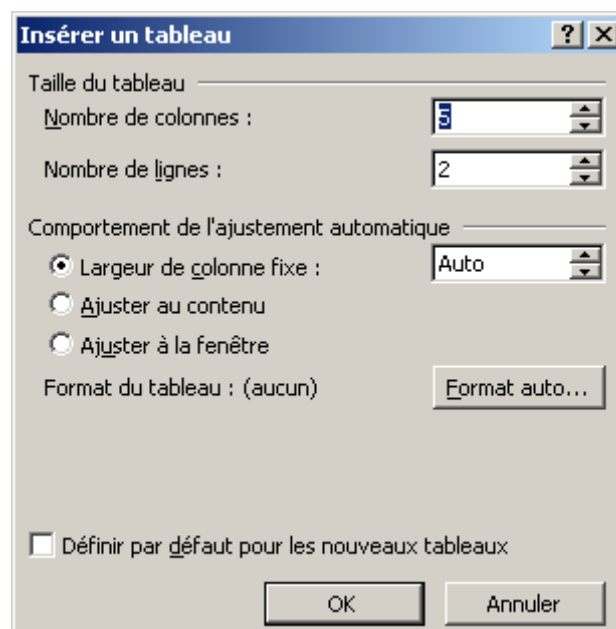 Insérer un tableau ? X
Taille du tableau
Nombre de colonnes : 5
Nombre de lignes : 2
Comportement de l'ajustement automatique
Largeur de colonne fixe : Auto
Ajuster au contenu
Ajuster à la fenêtre
Format du tableau : (aucun) Format auto...
Définir par défaut pour les nouveaux tableaux
OK Annuler